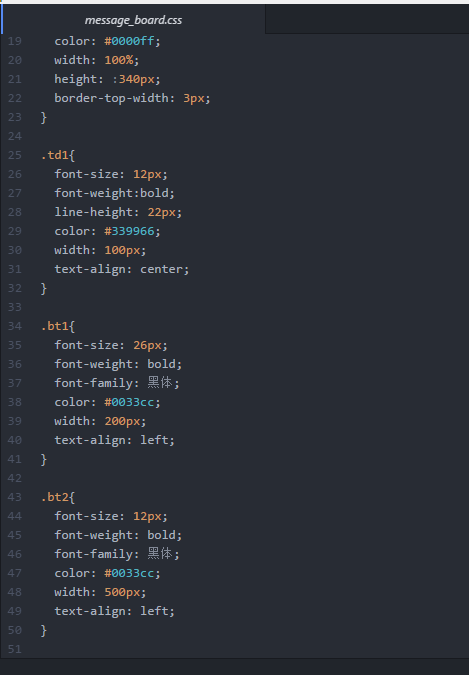 message_board.css
19 color: #0000ff;
20 width: 100%;
21 height: :340px;
22 border-top-width: 3px;
23 }
24
25 .td1{
26 font-size: 12px;
27 font-weight:bold;
28 line-height: 22px;
29 color: #339966;
30 width: 100px;
31 text-align: center;
32 }
33
34 .bt1{
35 font-size: 26px;
36 font-weight: bold;
37 font-family: 黑体;
38 color: #0033cc;
39 width: 200px;
40 text-align: left;
41 }
42
43 .bt2{
44 font-size: 12px;
45 font-weight: bold;
46 font-family: 黑体;
47 color: #0033cc;
48 width: 500px;
49 text-align: left;
50 }
51